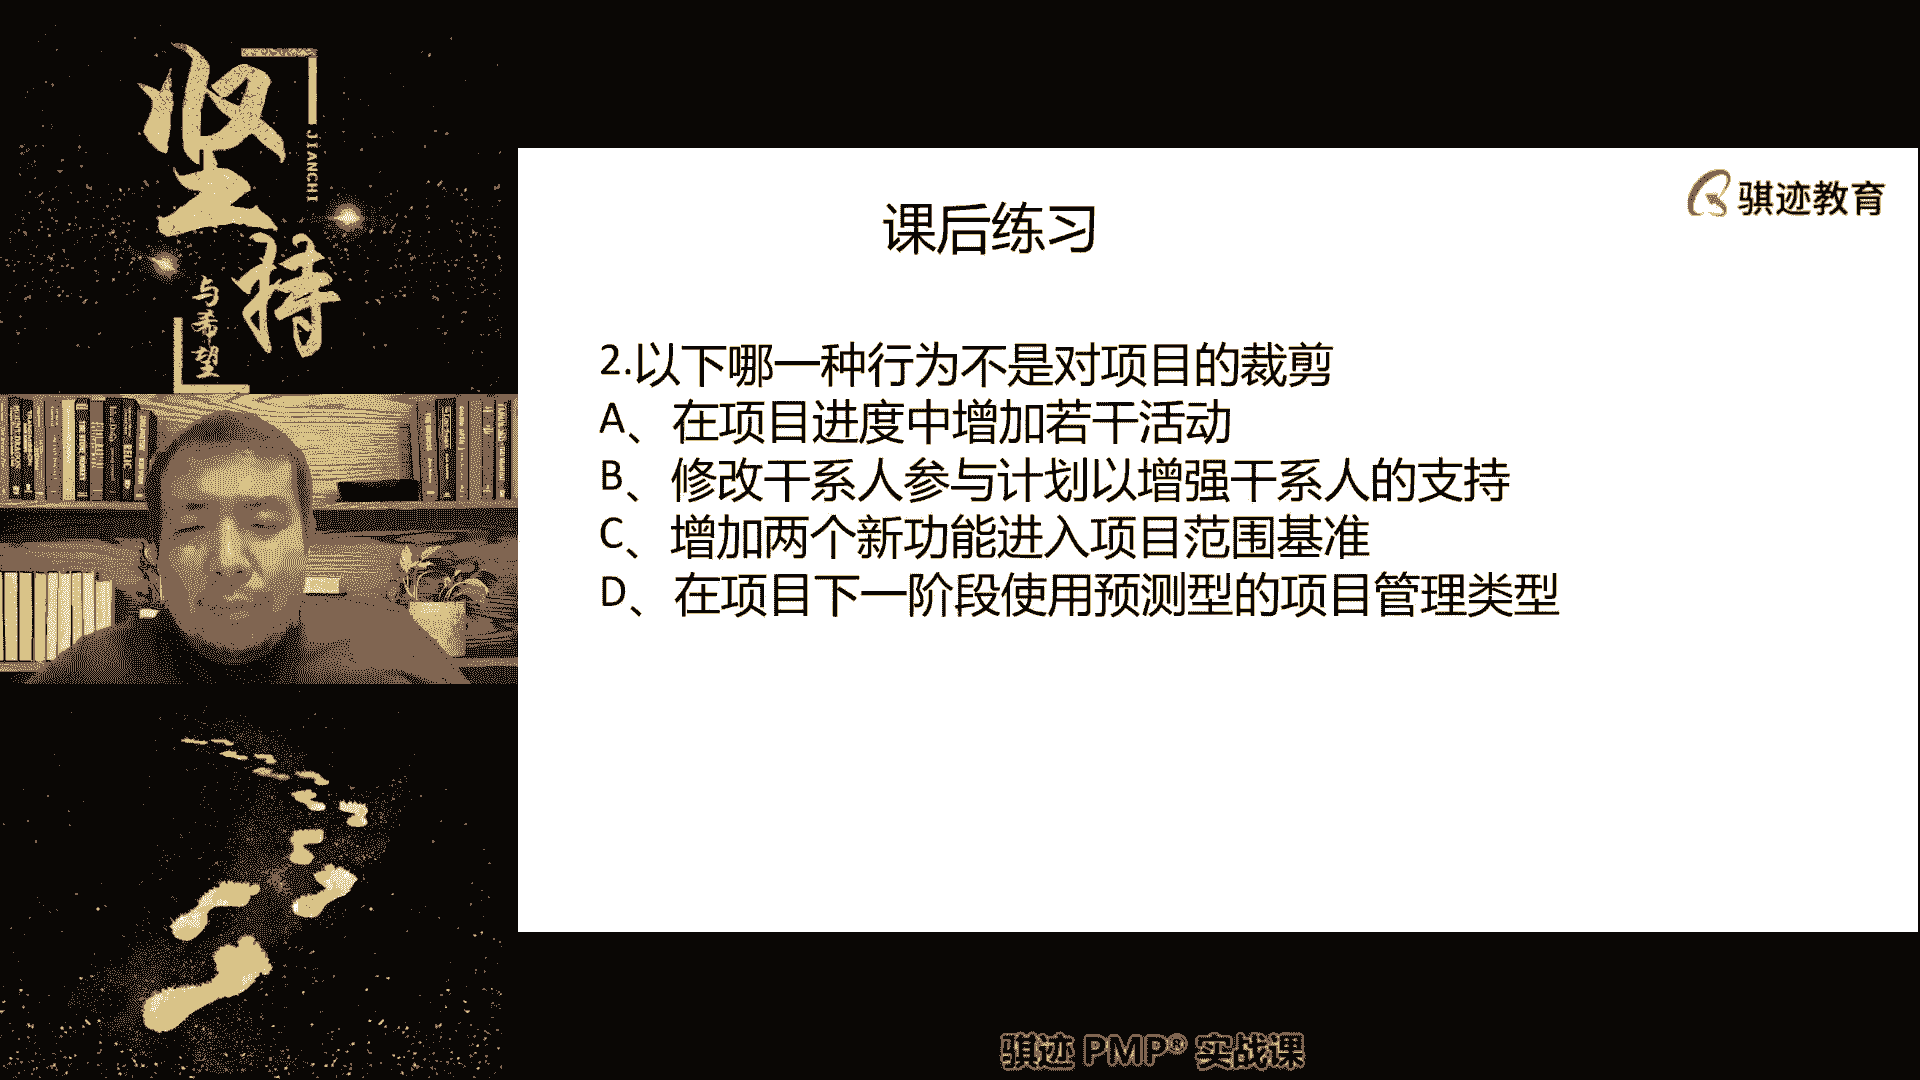 坚持
JIANCHI
与希望
骐迹教育
课后练习
2.以下哪一种行为不是对项目的裁剪
A、在项目进度中增加若干活动
B、修改干系人参与计划以增强干系人的支持
C、增加两个新功能进入项目范围基准
D、在项目下一阶段使用预测型的项目管理类型
骐迹 PMP® 实战课